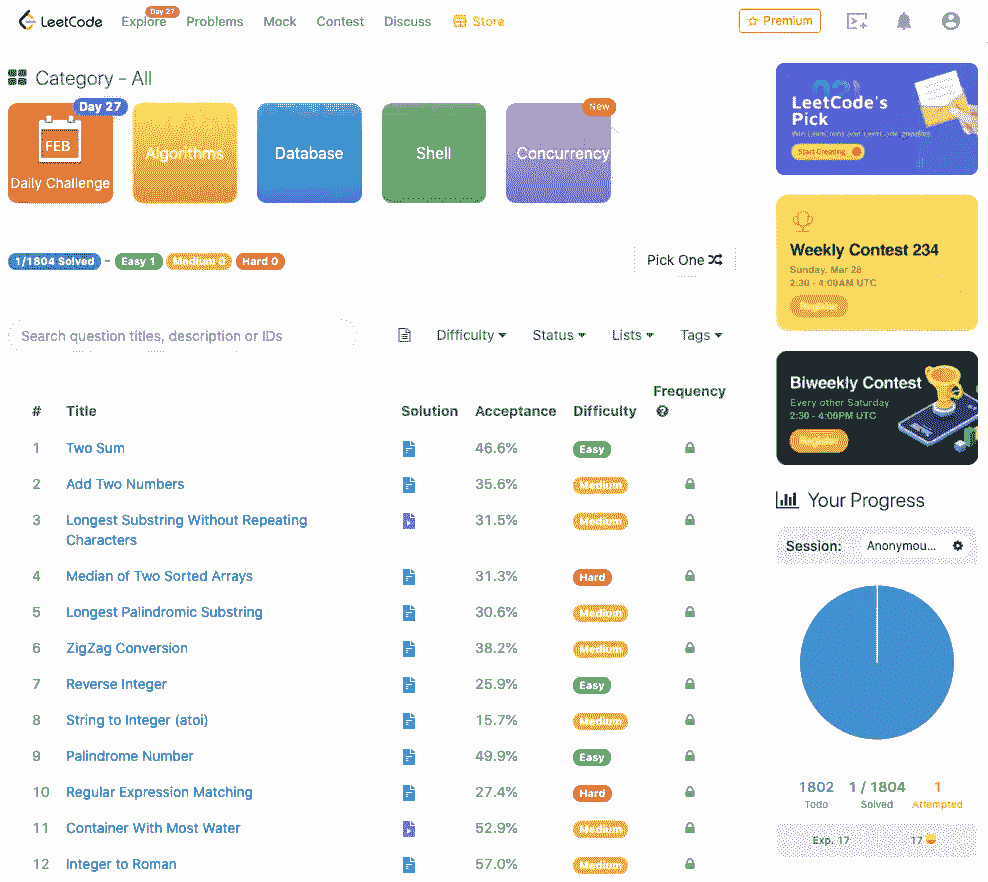 LeetCode Explore Day 27 Problems Mock Contest Discuss Store Premium
Category - All
Day 27
FEB
Daily Challenge
Algorithms
Database
Shell
New
Concurrency
1/1804 Solved - Easy 1 Medium 0 Hard 0
Pick One
Search question titles, description or IDs
Difficulty Status Lists Tags
# Title Solution Acceptance Difficulty Frequency
1 Two Sum 46.6% Easy
2 Add Two Numbers 35.6% Medium
3 Longest Substring Without Repeating
Characters 31.5% Medium
4 Median of Two Sorted Arrays 31.3% Hard
5 Longest Palindromic Substring 30.6% Medium
6 ZigZag Conversion 38.2% Medium
7 Reverse Integer 25.9% Easy
8 String to Integer (atoi) 15.7% Medium
9 Palindrome Number 49.9% Easy
10 Regular Expression Matching 27.4% Hard
11 Container With Most Water 52.9% Medium
12 Integer to Roman 57.0% Medium
LeetCode's
Pick
Win LeetCoins and LeetCode goodies
Start Creating
Weekly Contest 234
Sunday, Mar 28
2:30 - 4:00AM UTC
Biweekly Contest
Every other Saturday
2:30 - 4:00PM UTC
Your Progress
Session: Anonymou...
1802 1 / 1804 1
Todo Solved Attempted
Exp. 17 17